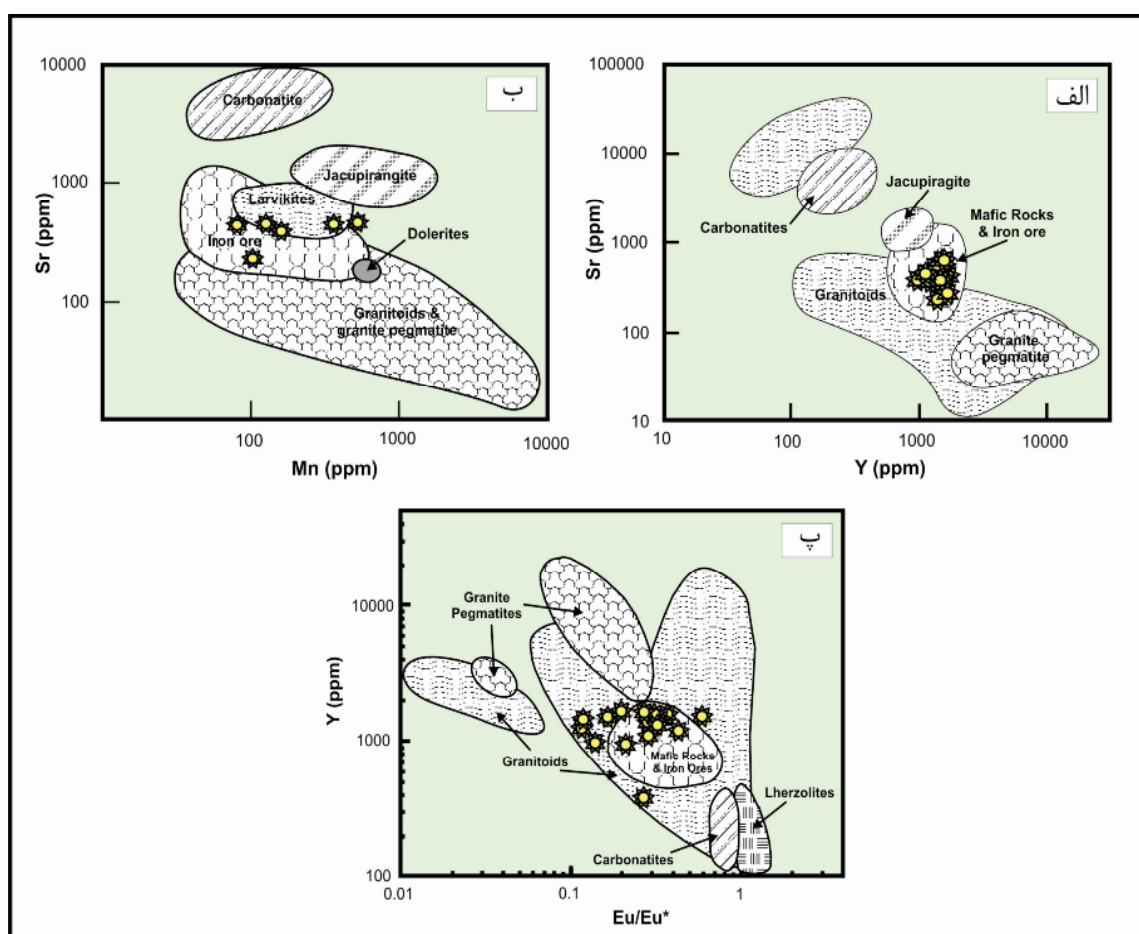 ب
Sr (ppm)
10000
1000
100
Carbonatite
Jacupirangite
Larvikites
Iron ore
Dolerites
Granitoids &
granite pegmatite
100
1000
10000
Mn (ppm)
الف
Sr (ppm)
100000
10000
1000
100
10
Jacupiragite
Carbonatites
Mafic Rocks
& Iron ore
Granitoids
Granite
pegmatite
10
100
1000
10000
Y (ppm)
پ
Y (ppm)
10000
1000
100
Granite
Pegmatites
Granitoids
Mafic Rocks
& Iron Ores
Lherzolites
Carbonatites
0.01
0.1
1
Eu/Eu*